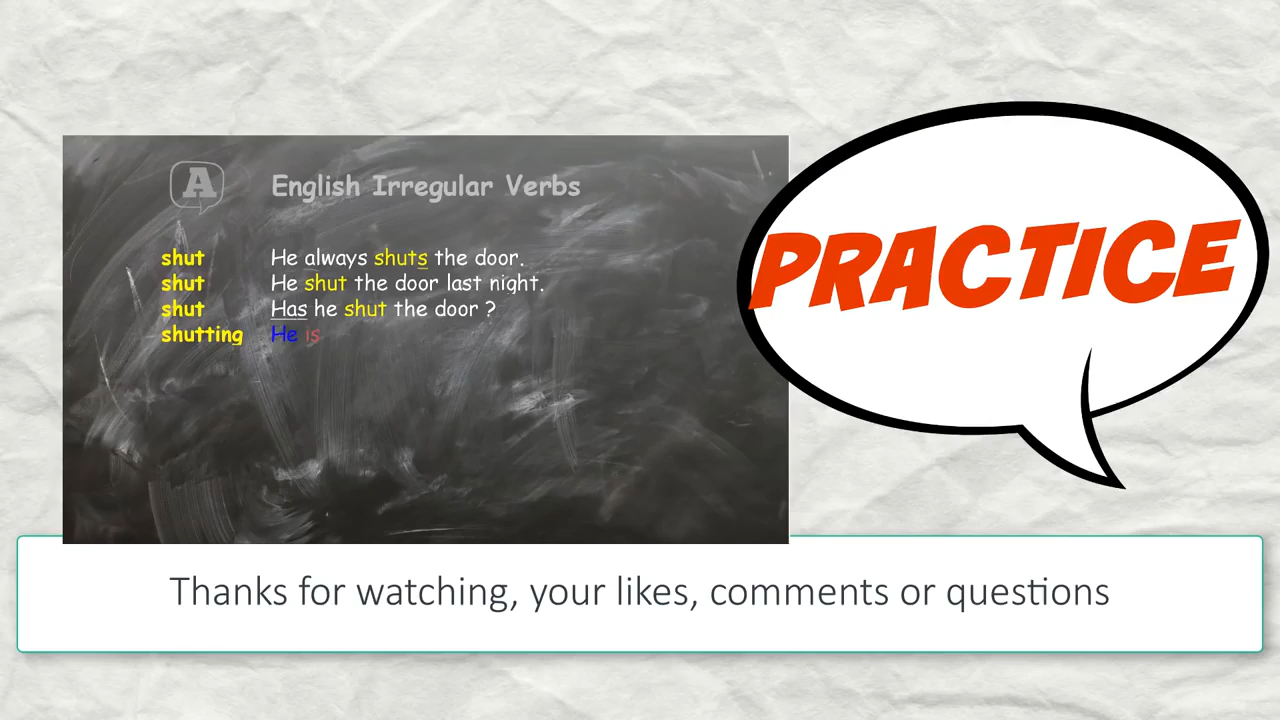 A
English Irregular Verbs
shut He always shuts the door.
shut He shut the door last night.
shut Has he shut the door ?
shutting He is
PRACTICE
Thanks for watching, your likes, comments or questions